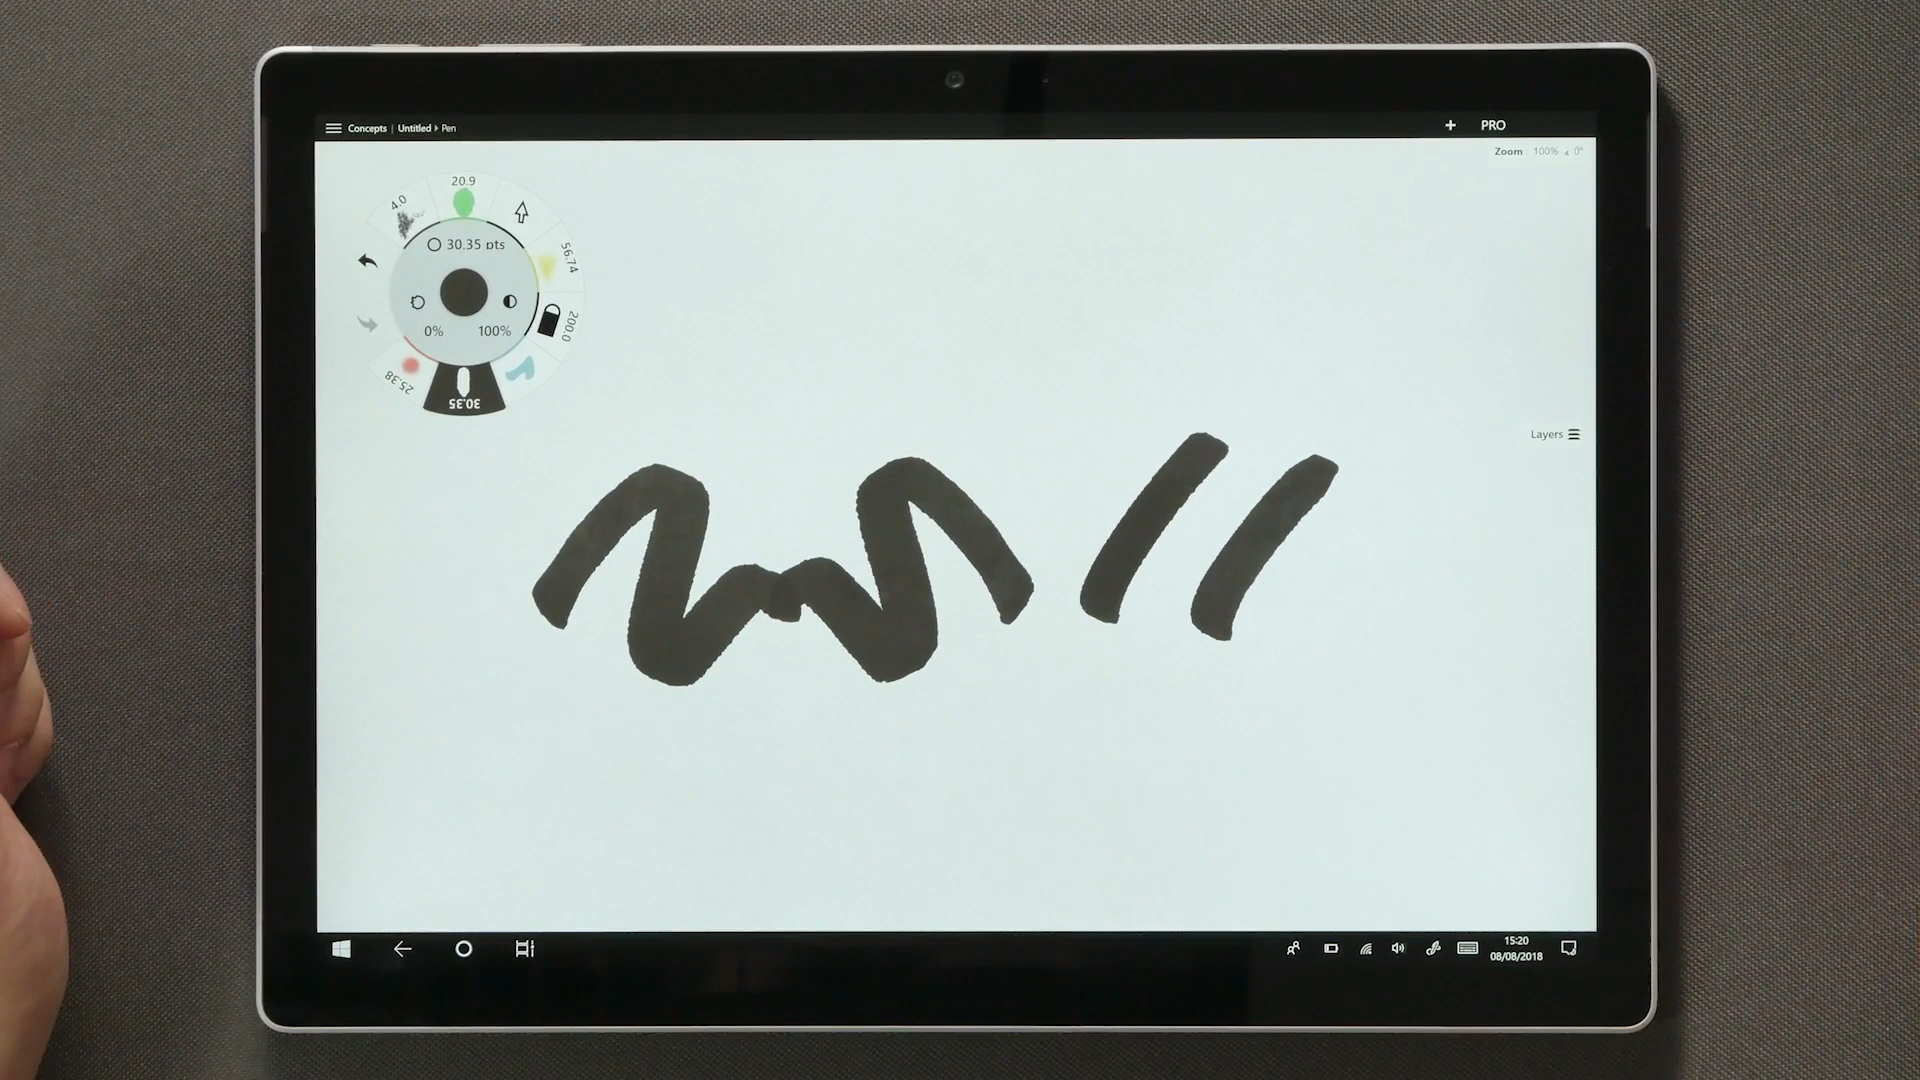 Concepts | Untitled ▸ Pen
+ PRO
Zoom 100% 0°
20.9
4.0
30.35 pts
56.74
200.0
0% 100%
25.38
30.35
Layers
15:20
08/08/2018